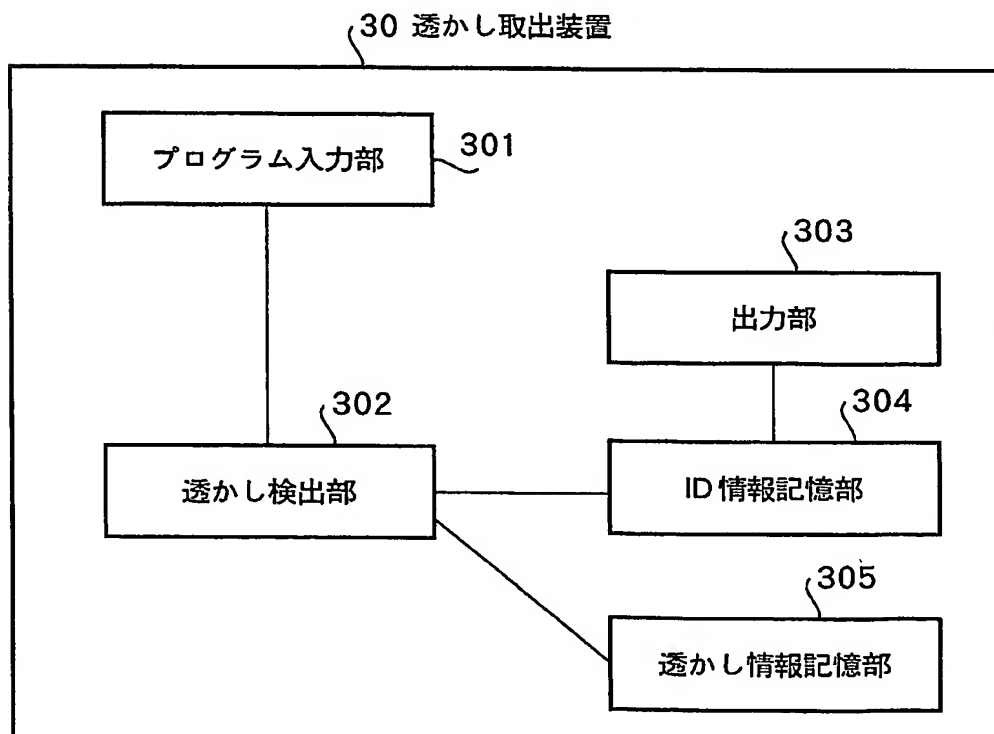 30 透かし取出装置
プログラム入力部
301
303
出力部
302
304
透かし検出部
ID情報記憶部
305
透かし情報記憶部